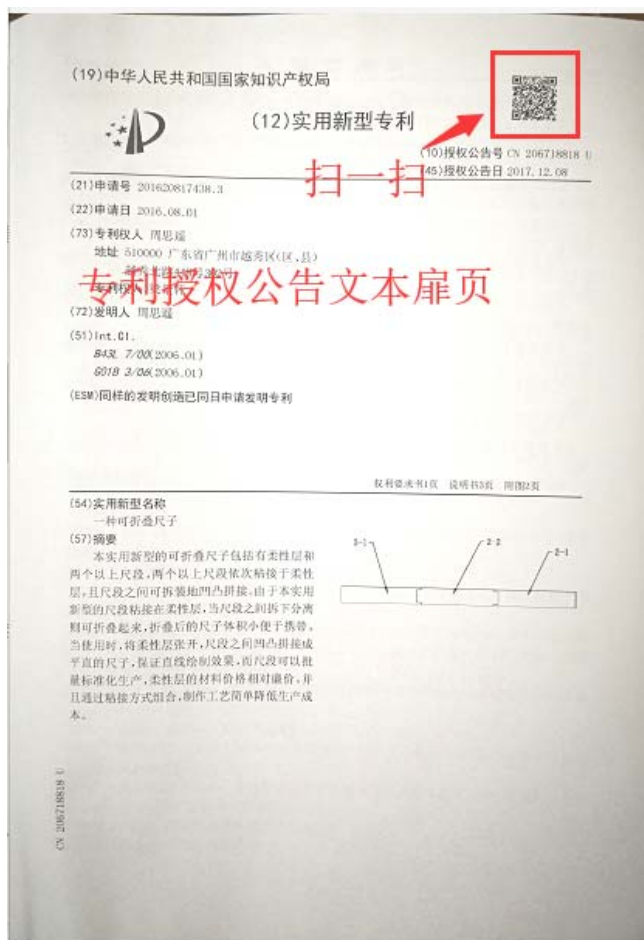 (19)中华人民共和国国家知识产权局
(12)实用新型专利
(10)授权公告号 CN 206718818 U
(45)授权公告日 2017.12.08
扫一扫
(21)申请号 201620817438.3
(22)申请日 2016.08.01
(73)专利权人 周思遥
地址 510000 广东省广州市越秀区(区、县)
专利授权公告文本扉页
(72)发明人 周思遥
(51)Int.Cl.
B43L 7/00(2006.01)
G01B 3/06(2006.01)
(ESM)同样的发明创造已同日申请发明专利
权利要求书1页 说明书3页 附图2页
(54)实用新型名称
一种可折叠尺子
(57)摘要
本实用新型的可折叠尺子包括有柔性层和
两个以上尺段,两个以上尺段依次粘接于柔性
层,且尺段之间可拆装地凹凸拼接。由于本实用
新型的尺段粘接在柔性层,当尺段之间拆下分离
则可折叠起来,折叠后的尺子体积小便于携带,
当使用时,将柔性层张开,尺段之间凹凸拼接成
平直的尺子,保证直线绘制效果,而尺段可以批
量标准化生产,柔性层的材料价格相对廉价,并
且通过粘接方式组合,制作工艺简单降低生产成
本。
2-2
2-1
CN 206718818 U